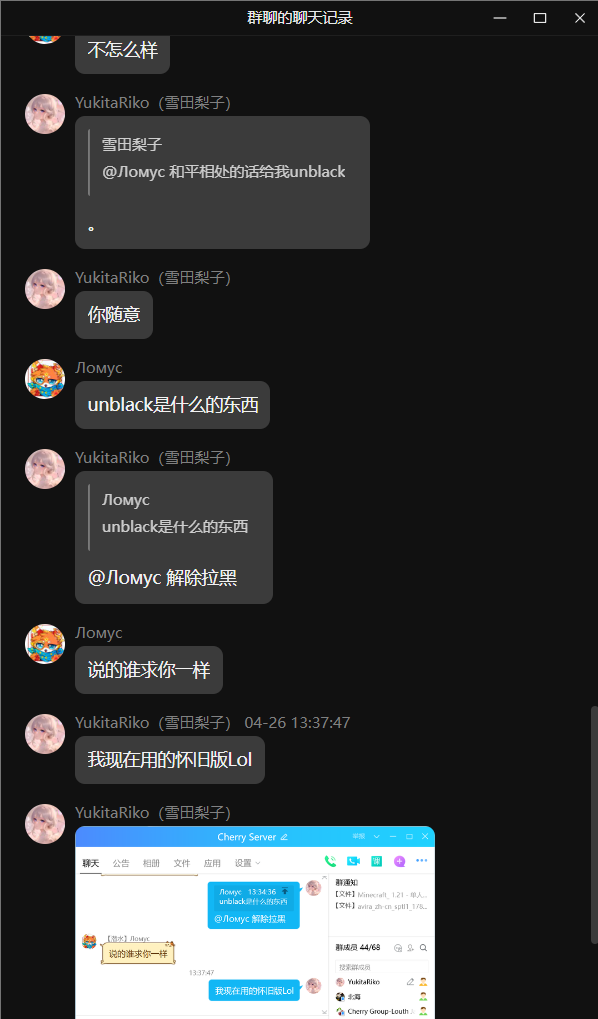 群聊的聊天记录
不怎么样
YukitaRiko（雪田梨子）
雪田梨子
@Ломус 和平相处的话给我unblack
。
YukitaRiko（雪田梨子）
你随意
Ломус
unblack是什么的东西
YukitaRiko（雪田梨子）
Ломус
unblack是什么的东西
@Ломус 解除拉黑
Ломус
说的谁求你一样
YukitaRiko（雪田梨子） 04-26 13:37:47
我现在用的怀旧版Lol
YukitaRiko（雪田梨子）
Cherry Server
聊天 公告 相册 文件 应用 设置
Ломус 13:34:36
unblack是什么的东西
@Ломус 解除拉黑
【潜水】Ломус
说的谁求你一样
13:37:47
我现在用的怀旧版Lol
群通知
【文件】Minecraft_ 1.21 - 单人...
【文件】avira_zh-cn_sptl1_176...
群成员 44/68
搜索群成员
YukitaRiko
北海
Cherry Group-Louth